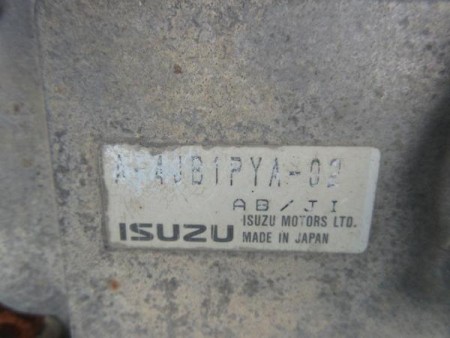 A-4JB1PYA-02
AB/JI
ISUZU MOTORS LTD.
ISUZU MADE IN JAPAN